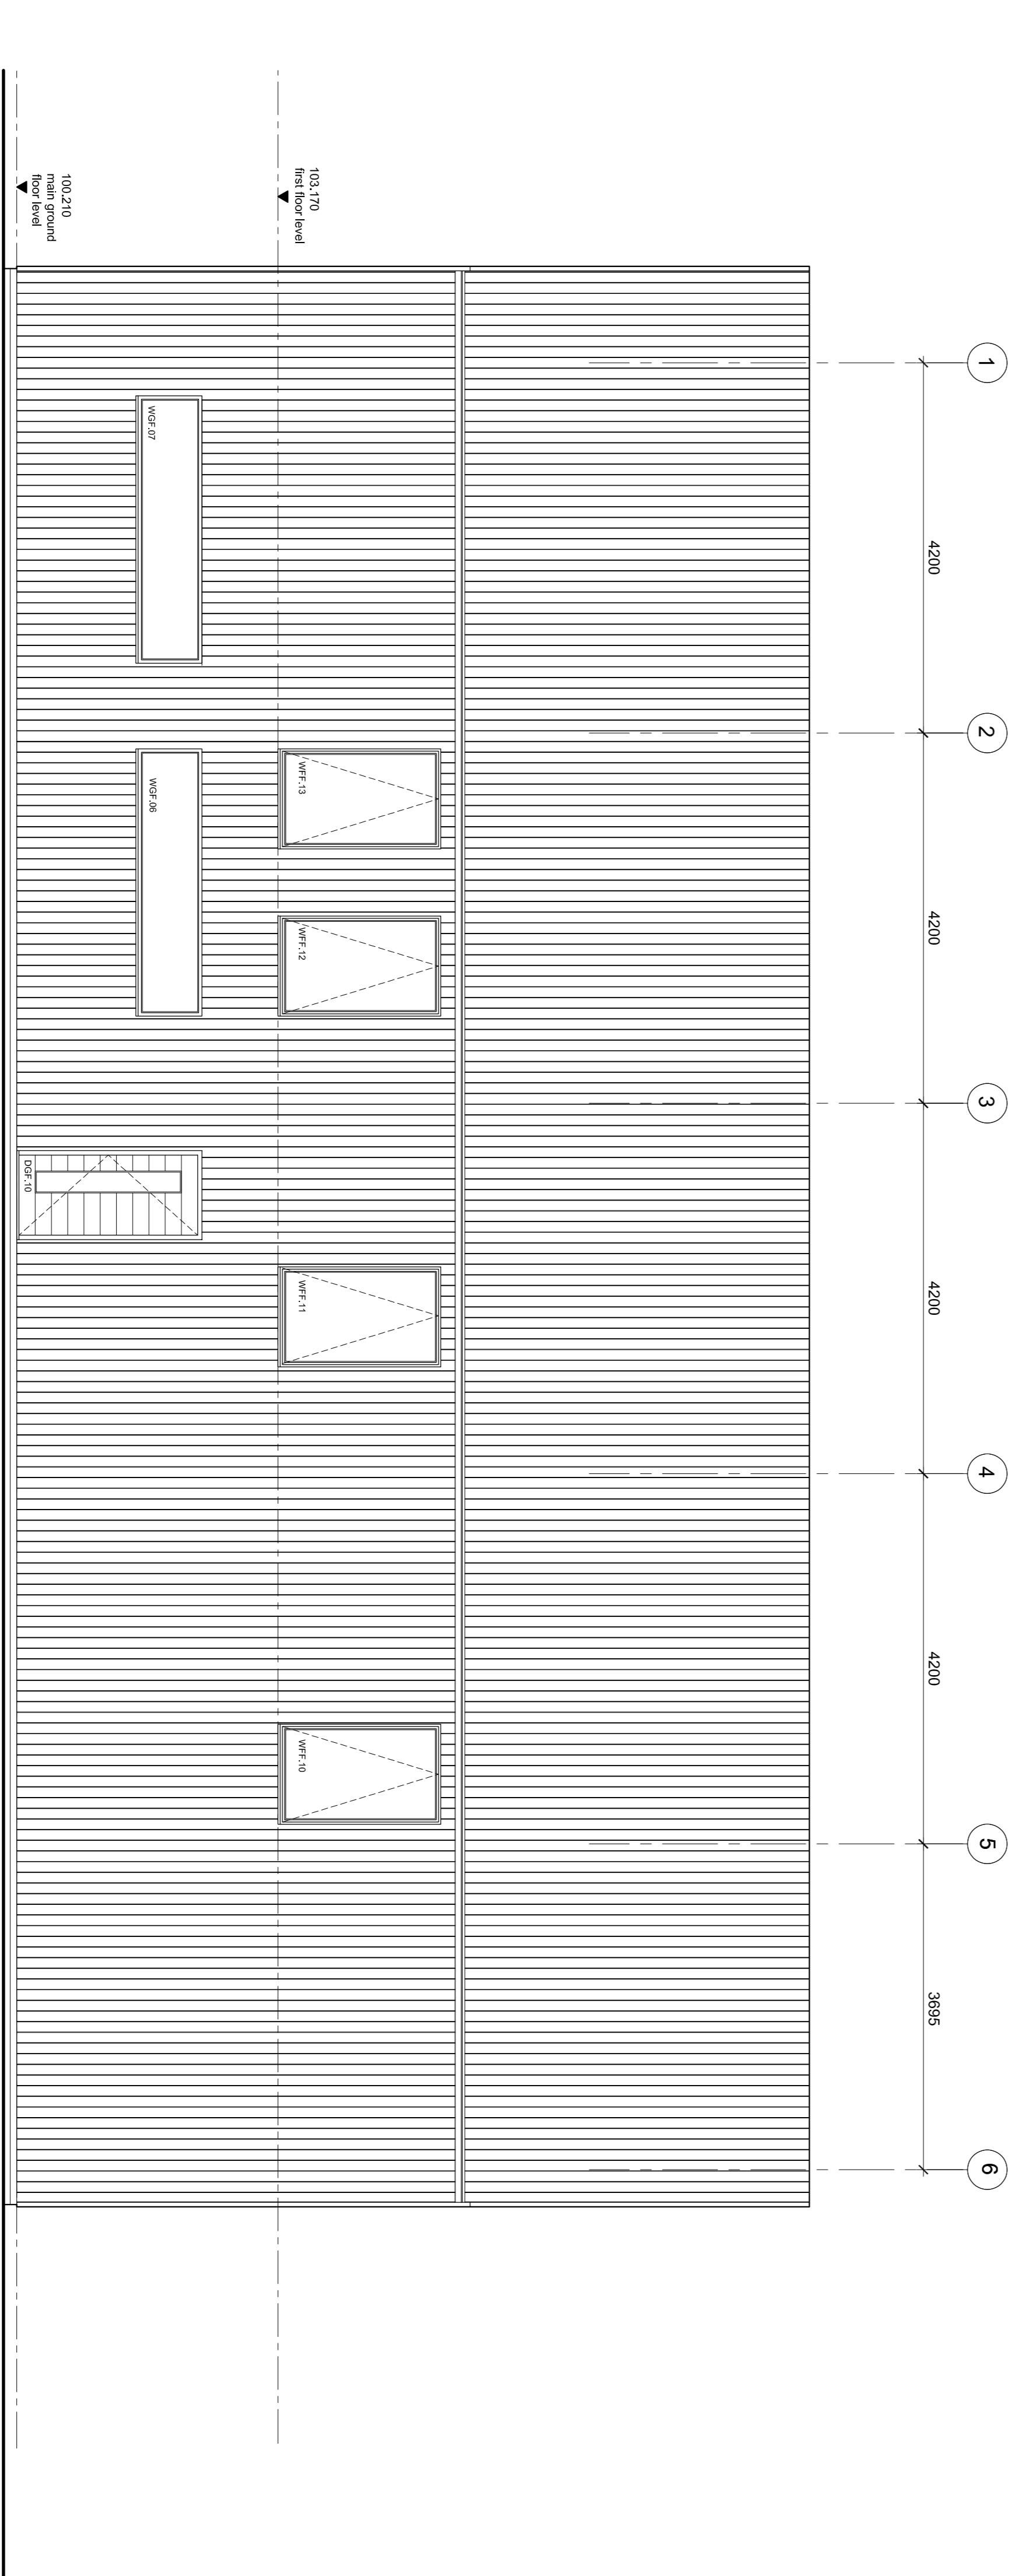 1
2
3
4
5
6
4200
4200
4200
4200
3695
103.170
first floor level
100.210
main ground
floor level
WFF.13
WFF.12
WFF.11
WFF.10
WGF.07
WGF.06
DGF.10